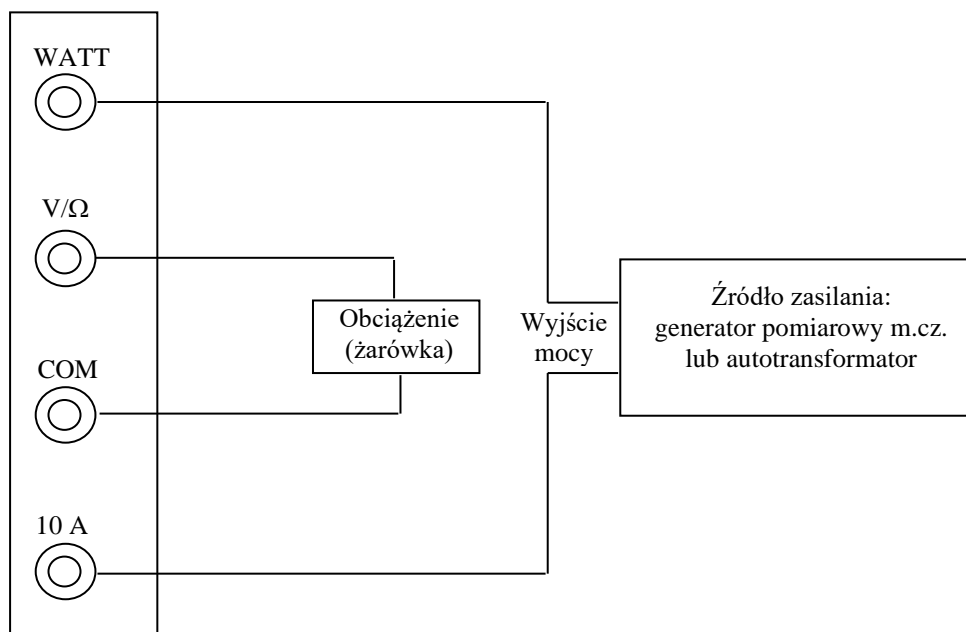 WATT
V/Ω
COM
10 A
Obciążenie
(żarówka)
Wyjście
mocy
Źródło zasilania:
generator pomiarowy m.cz.
lub autotransformator